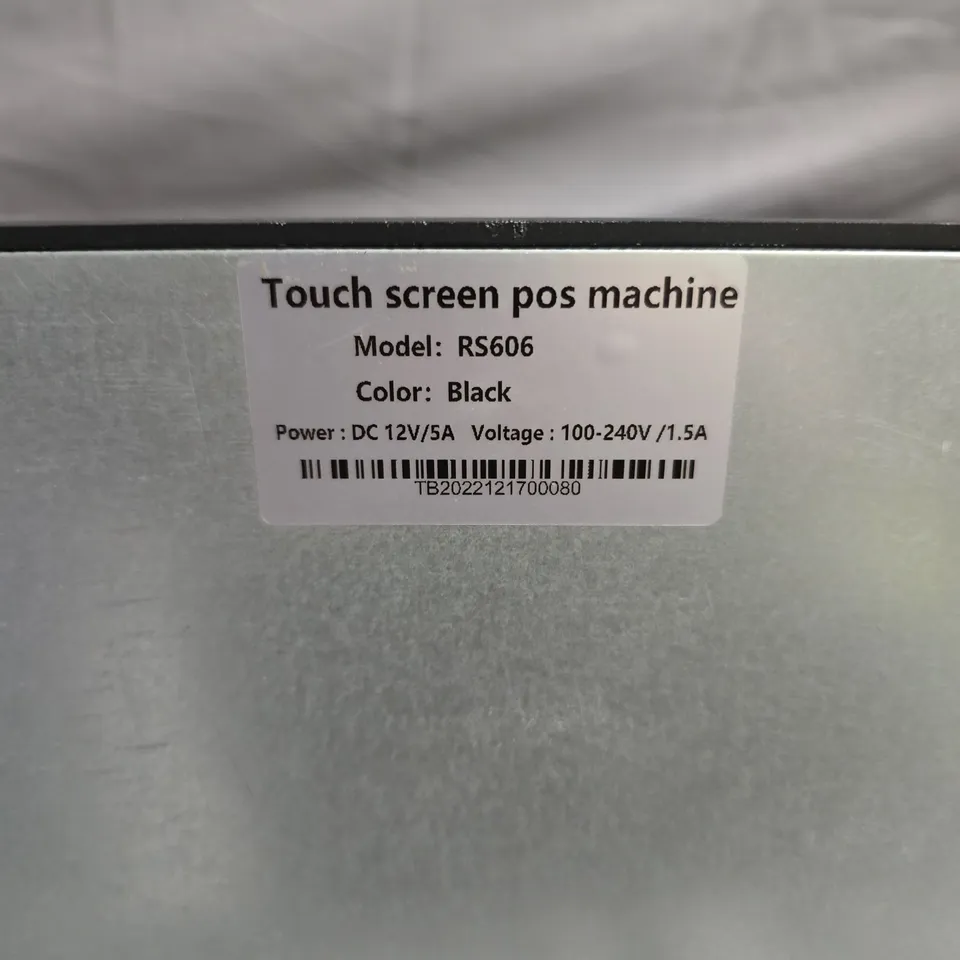 Touch screen pos machine
Model: RS606
Color: Black
Power : DC 12V/5A Voltage : 100-240V /1.5A
TB2022121700080